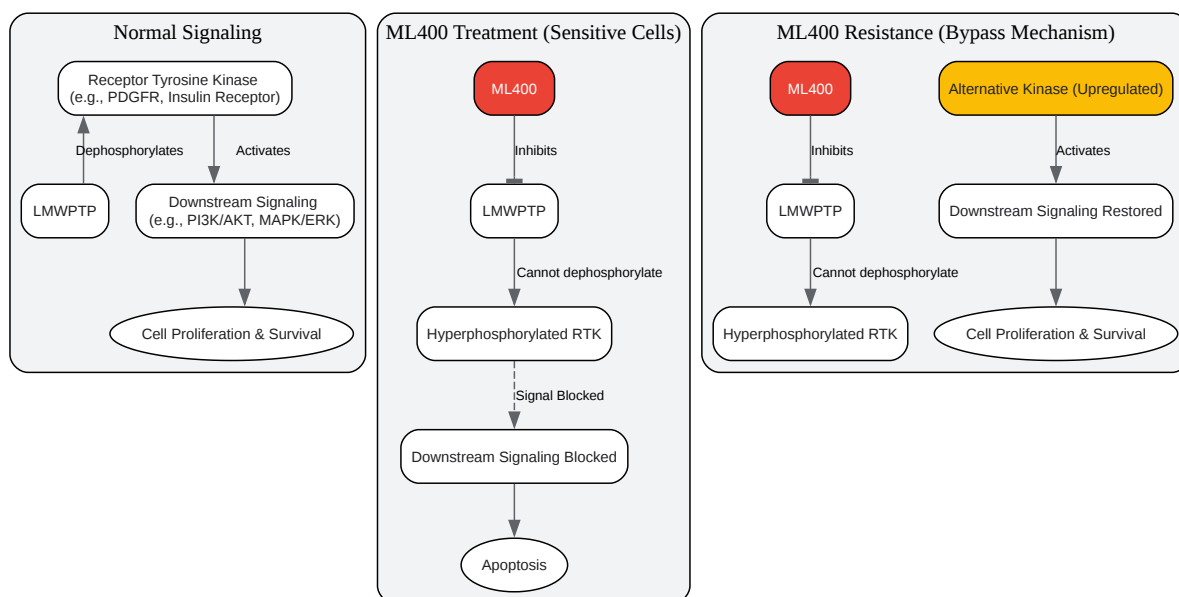 Normal Signaling
Receptor Tyrosine Kinase
(e.g., PDGFR, Insulin Receptor)
Dephosphorylates
Activates
LMWPTP
Downstream Signaling
(e.g., PI3K/AKT, MAPK/ERK)
Cell Proliferation & Survival
ML400 Treatment (Sensitive Cells)
ML400
Inhibits
LMWPTP
Cannot dephosphorylate
Hyperphosphorylated RTK
Signal Blocked
Downstream Signaling Blocked
Apoptosis
ML400 Resistance (Bypass Mechanism)
ML400
Inhibits
LMWPTP
Cannot dephosphorylate
Hyperphosphorylated RTK
Alternative Kinase (Upregulated)
Activates
Downstream Signaling Restored
Cell Proliferation & Survival